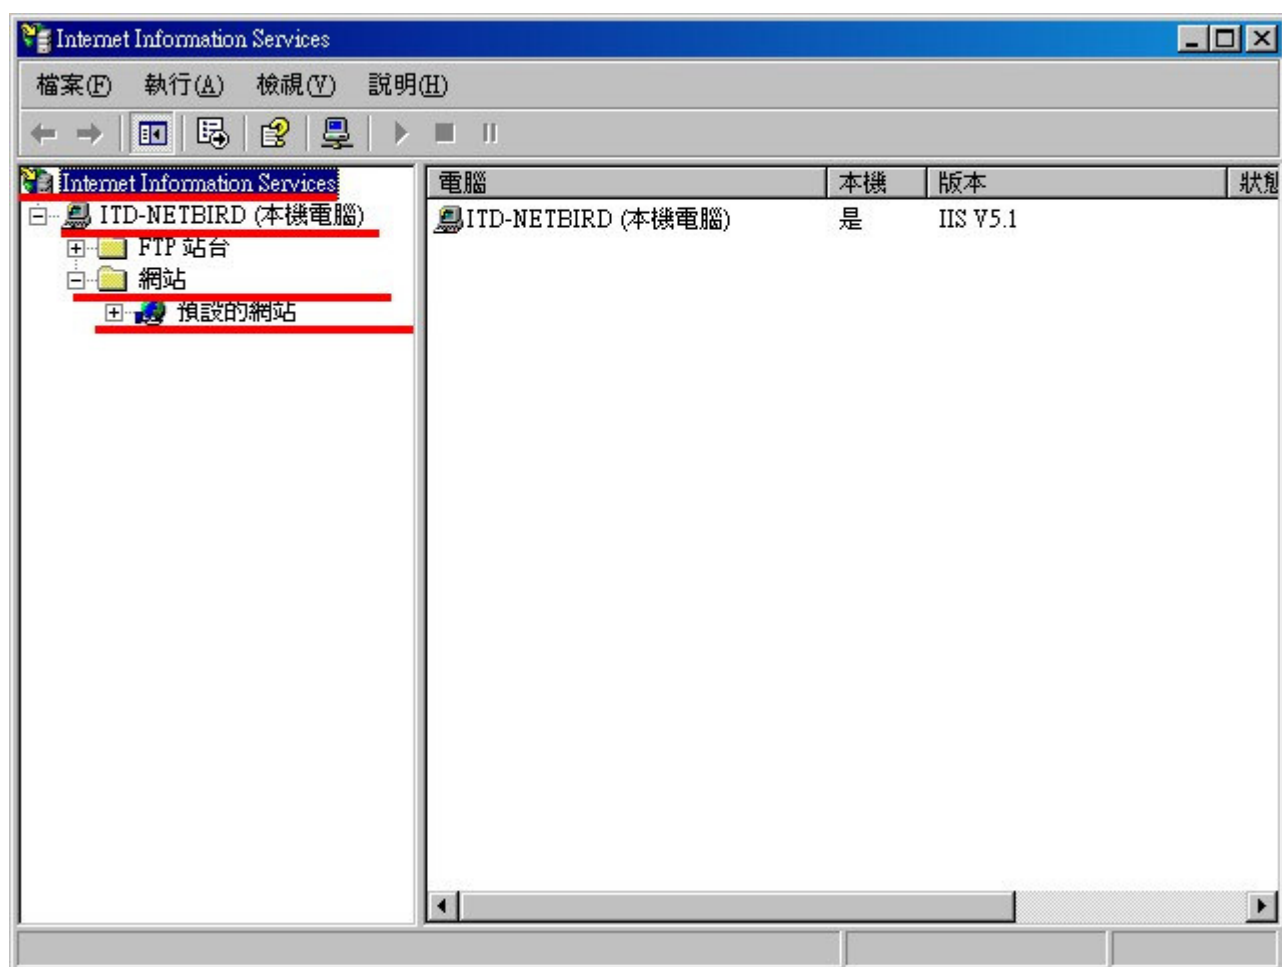 Internet Information Services
檔案(F) 執行(A) 檢視(V) 說明(H)
Internet Information Services
ITD-NETBIRD (本機電腦)
FTP 站台
網站
預設的網站
電腦 本機 版本 狀態
ITD-NETBIRD (本機電腦) 是 IIS V5.1